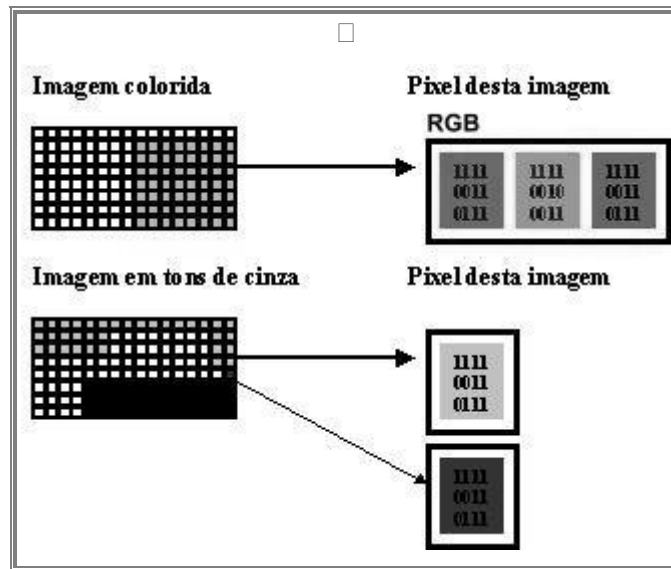 Imagem colorida
Pixel desta imagem
RGB
1111 1111 1111
0011 0010 0011
0111 0011 0111
Imagem em tons de cinza
Pixel desta imagem
1111
0011
0111
1111
0011
0111